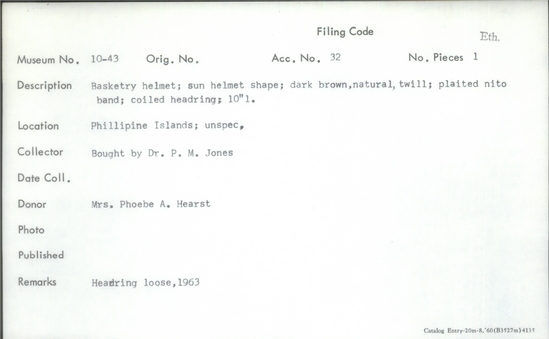 Filing Code
Eth.
Museum No. 10-43 Orig. No. Acc. No. 32 No. Pieces 1
Description Basketry helmet; sun helmet shape; dark brown,natural, twill; plaited nito
band; coiled headring; 10"l.
Location Phillipine Islands; unspec,
Collector Bought by Dr. P. M. Jones
Date Coll.
Donor Mrs. Phoebe A. Hearst
Photo
Published
Remarks Headring loose,1963
Catalog Entry-20m-8,'60(B3927m)4139